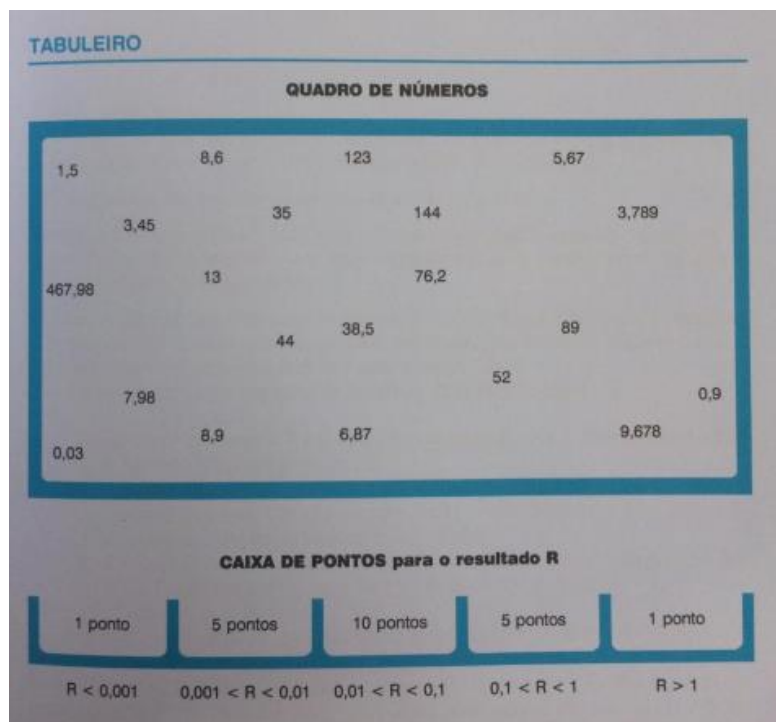 TABULEIRO
QUADRO DE NÚMEROS
1,5 8,6 123 5,67
3,45 35 144 3,789
467,98 13 76,2
44 38,5 89
7,98 52 0,9
0,03 8,9 6,87 9,678
CAIXA DE PONTOS para o resultado R
1 ponto 5 pontos 10 pontos 5 pontos 1 ponto
R < 0,001 0,001 < R < 0,01 0,01 < R < 0,1 0,1 < R < 1 R > 1